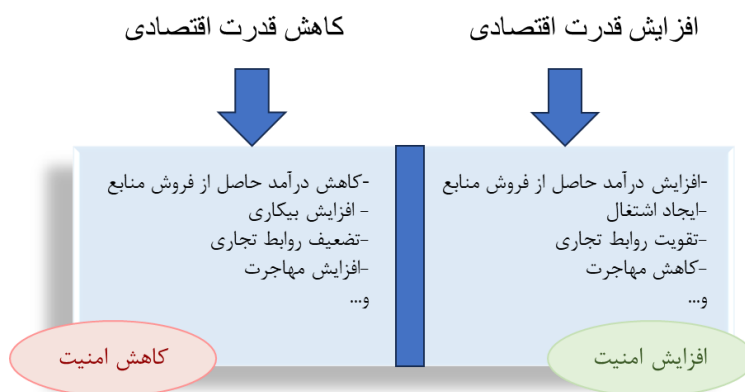 افزایش قدرت اقتصادی
-افزایش درآمد حاصل از فروش منابع
-ایجاد اشتغال
-تقویت روابط تجاری
-کاهش مهاجرت
و...
افزایش امنیت
کاهش قدرت اقتصادی
-کاهش درآمد حاصل از فروش منابع
- افزایش بیکاری
-تضعیف روابط تجاری
-افزایش مهاجرت
و...
کاهش امنیت